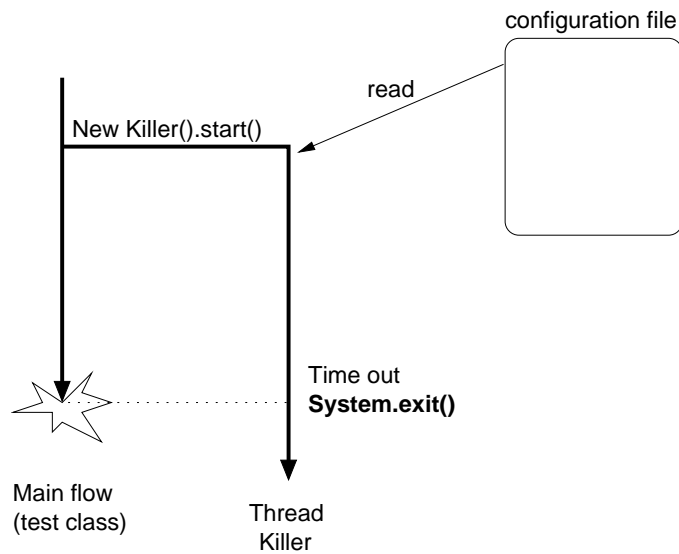 configuration file
read
New Killer().start()
Time out
System.exit()
Main flow
(test class)
Thread
Killer